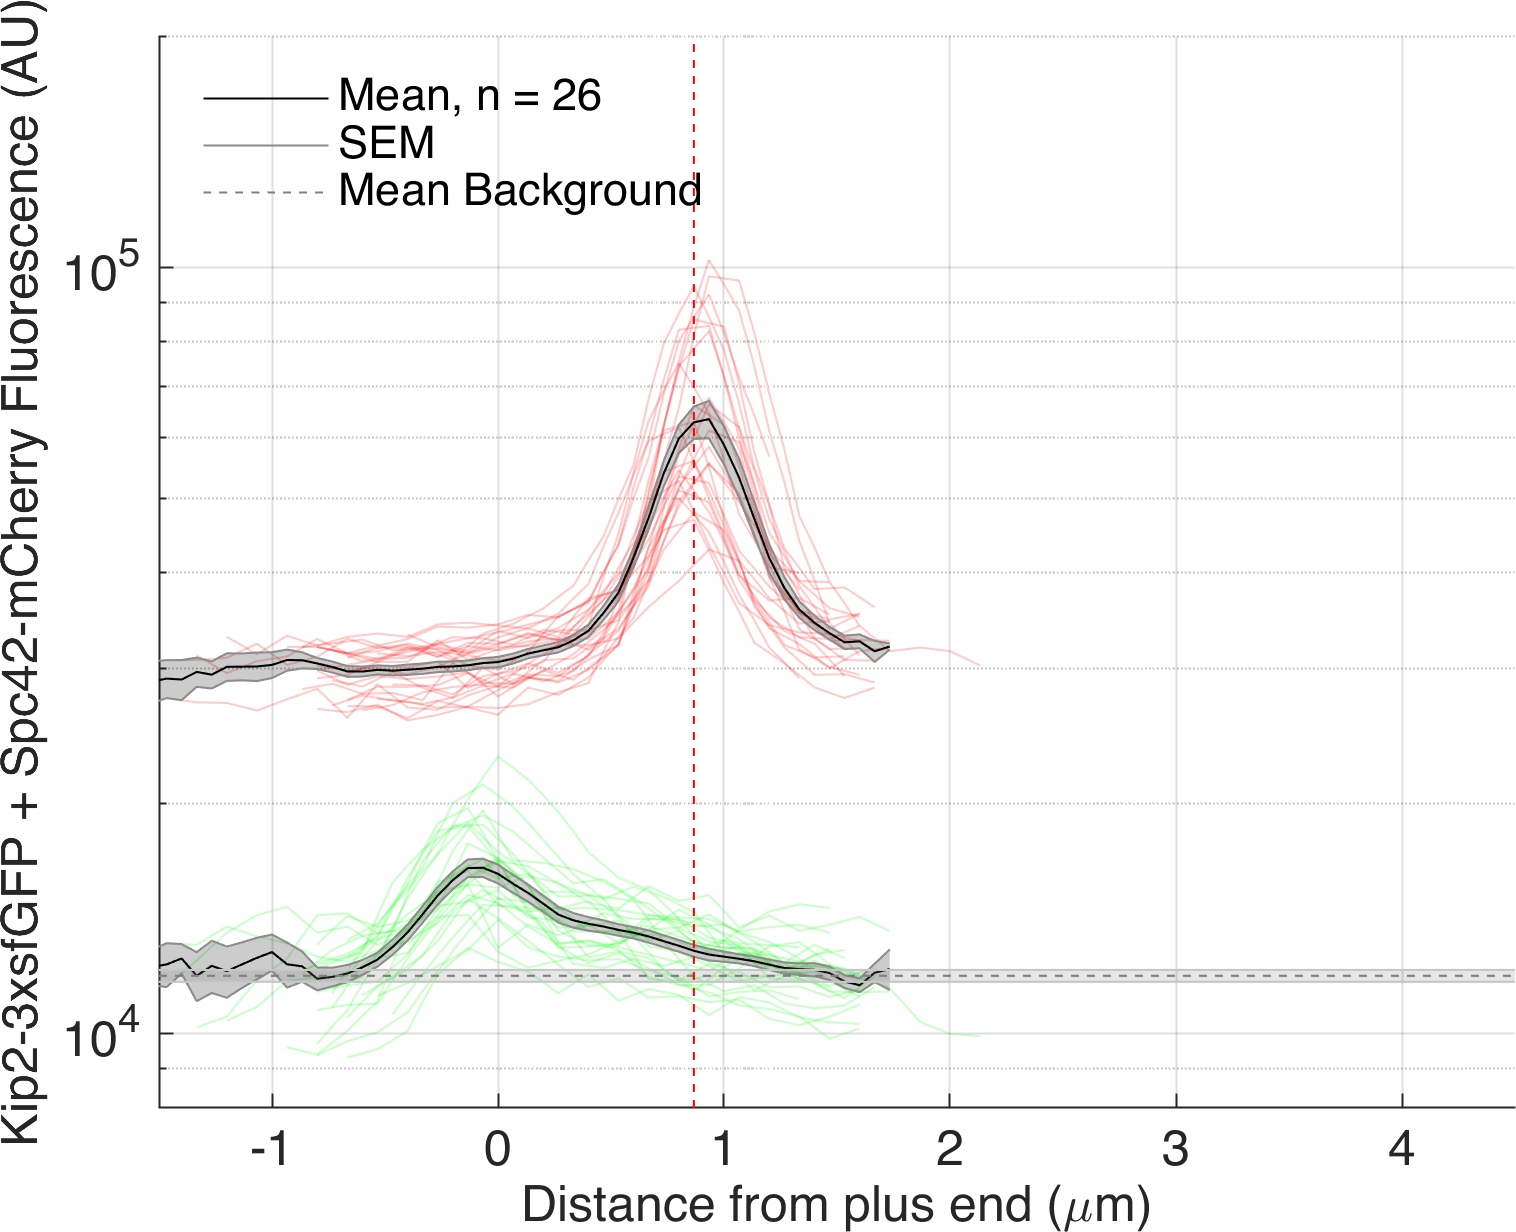 Kip2-3xsfGFP + Spc42-mCherry Fluorescence (AU)
Mean, n = 26
SEM
Mean Background
10^5
10^4
-1 0 1 2 3 4
Distance from plus end (μm)